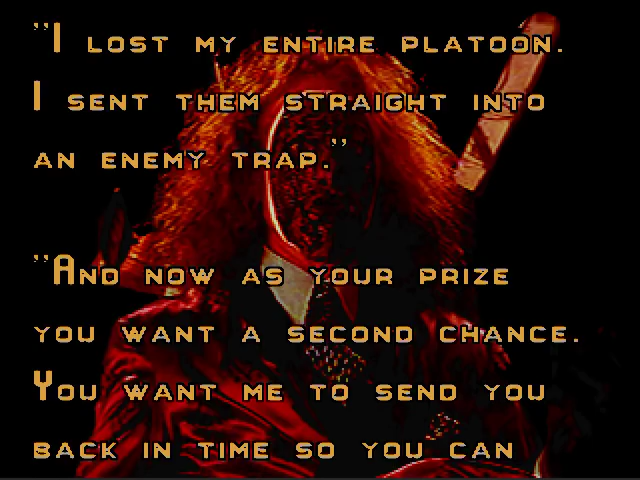 "I lost my entire platoon.
I sent them straight into
an enemy trap."
"And now as your prize
you want a second chance.
You want me to send you
back in time so you can